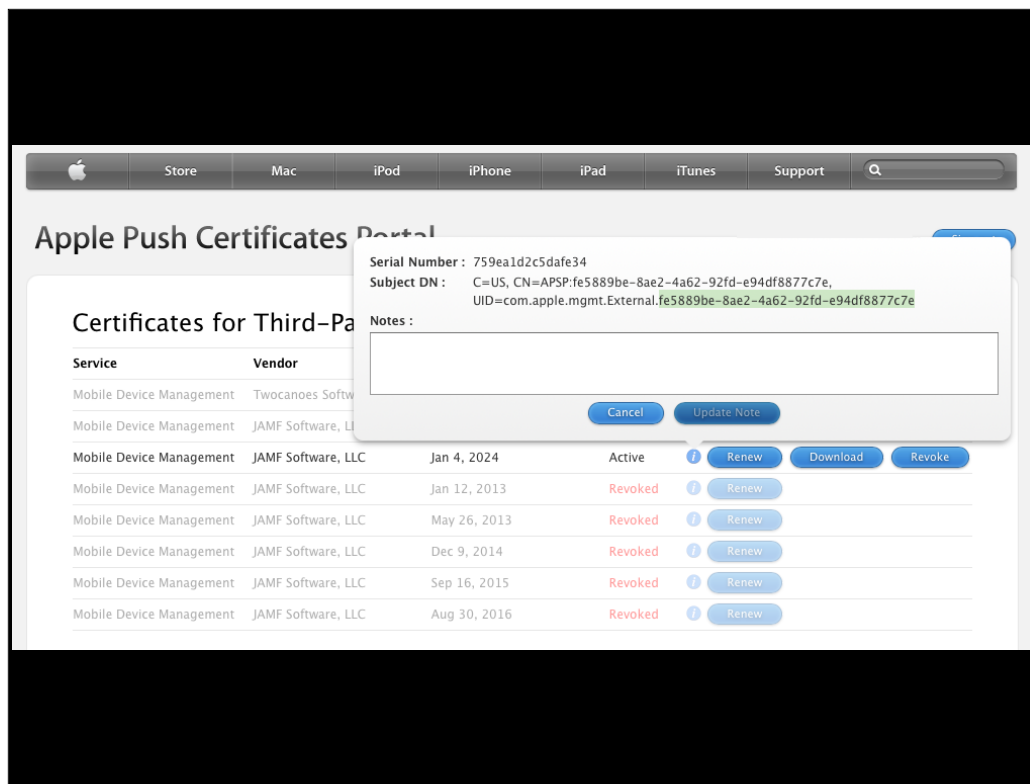 Store Mac iPod iPhone iPad iTunes Support
Apple Push Certificates Portal
Serial Number : 759ea1d2c5dafe34
Subject DN : C=US, CN=APSP:fe5889be-8ae2-4a62-92fd-e94df8877c7e,
UID=com.apple.mgmt.External.fe5889be-8ae2-4a62-92fd-e94df8877c7e
Notes :
Cancel Update Note
Certificates for Third-Pa
Service Vendor
Mobile Device Management Twocanoes Softw
Mobile Device Management JAMF Software, LLC
Mobile Device Management JAMF Software, LLC Jan 4, 2024 Active i Renew Download Revoke
Mobile Device Management JAMF Software, LLC Jan 12, 2013 Revoked i Renew
Mobile Device Management JAMF Software, LLC May 26, 2013 Revoked i Renew
Mobile Device Management JAMF Software, LLC Dec 9, 2014 Revoked i Renew
Mobile Device Management JAMF Software, LLC Sep 16, 2015 Revoked i Renew
Mobile Device Management JAMF Software, LLC Aug 30, 2016 Revoked i Renew